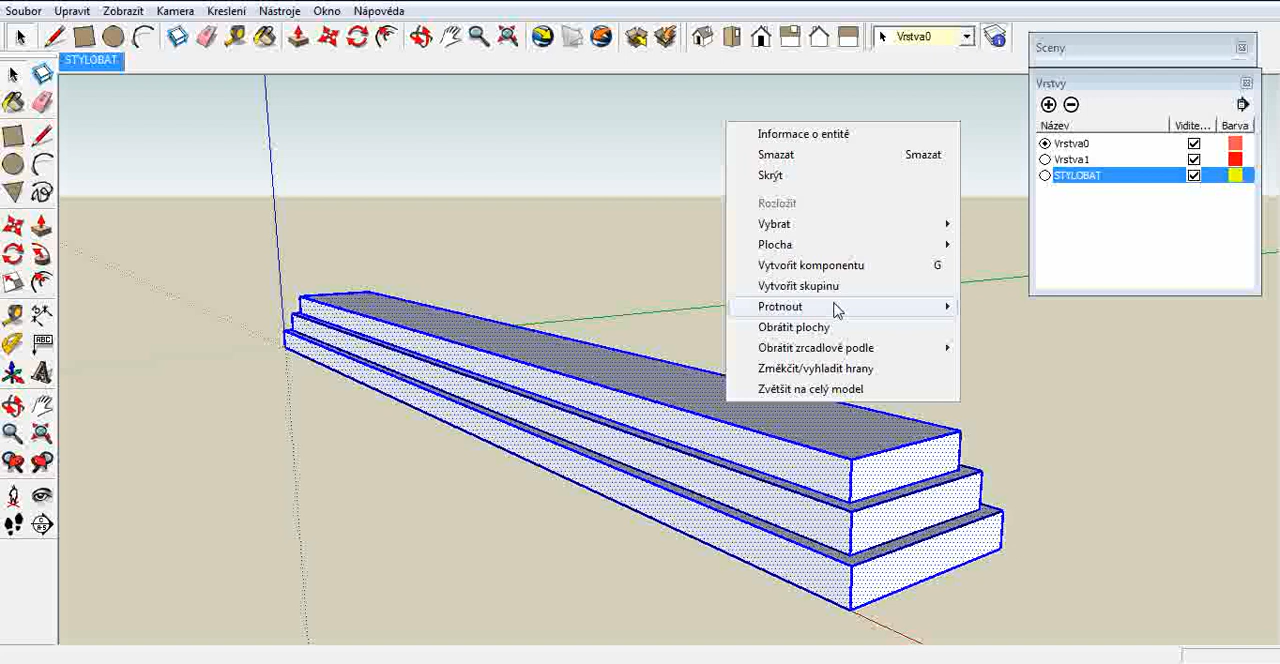 Soubor Upravit Zobrazit Kamera Kreslení Nástroje Okno Nápověda
Vrstva0
STYLOBAT
Sceny
Vrstvy
Název Vidite... Barva
Vrstva0
Vrstva1
STYLOBAT
Informace o entitě
Smazat Smazat
Skrýt
Rozložit
Vybrat
Plocha
Vytvořit komponentu G
Vytvořit skupinu
Protnout
Obrátit plochy
Obrátit zrcadlově podle
Změkčit/vyhladit hrany
Zvětšit na celý model
ABC